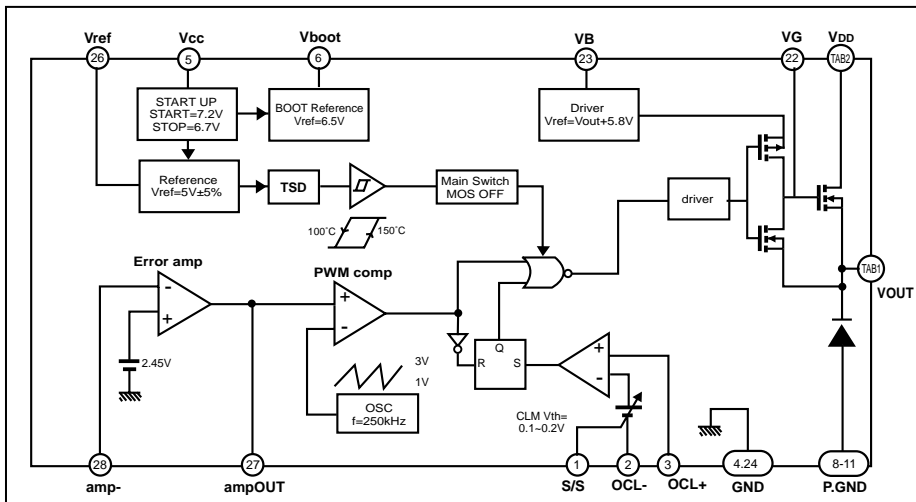 Vref
Vcc
Vboot
VB
VG
VDD
26
5
6
23
22
TAB2
START UP
START=7.2V
STOP=6.7V
BOOT Reference
Vref=6.5V
Driver
Vref=Vout+5.8V
Reference
Vref=5V±5%
TSD
Main Switch
MOS OFF
driver
100˚C
150˚C
Error amp
PWM comp
TAB1
VOUT
-
+
+
-
2.45V
3V
1V
OSC
f=250kHz
Q
R
S
+
-
CLM Vth=
0.1~0.2V
28
27
1
2
3
4.24
8-11
amp-
ampOUT
S/S
OCL-
OCL+
GND
P.GND